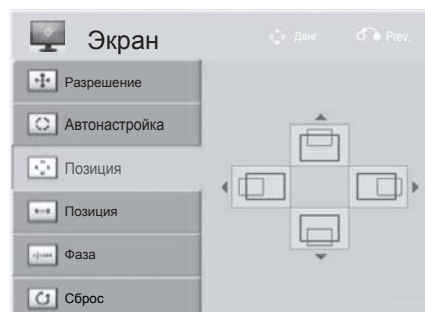 Экран
Двиг
Prev.
Разрешение
Автонастройка
Позиция
Позиция
Фаза
Сброс